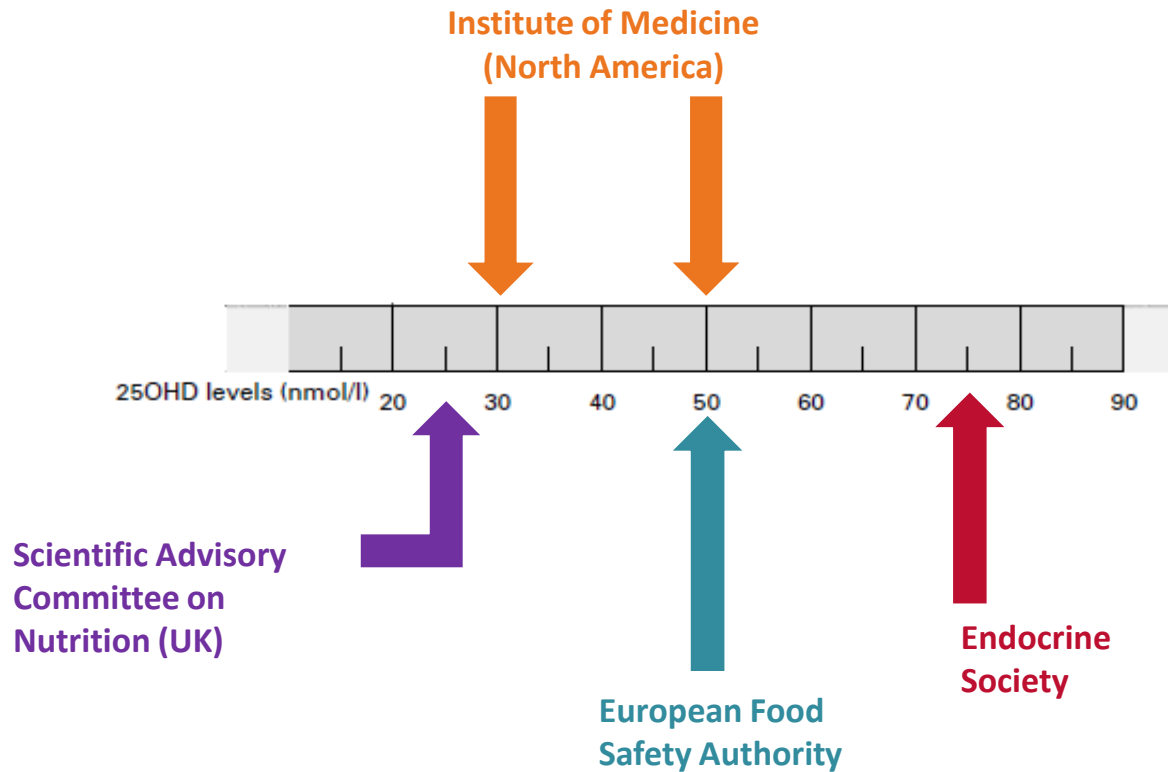 Institute of Medicine
(North America)
25OHD levels (nmol/l) 20 30 40 50 60 70 80 90
Scientific Advisory
Committee on
Nutrition (UK)
Endocrine
Society
European Food
Safety Authority